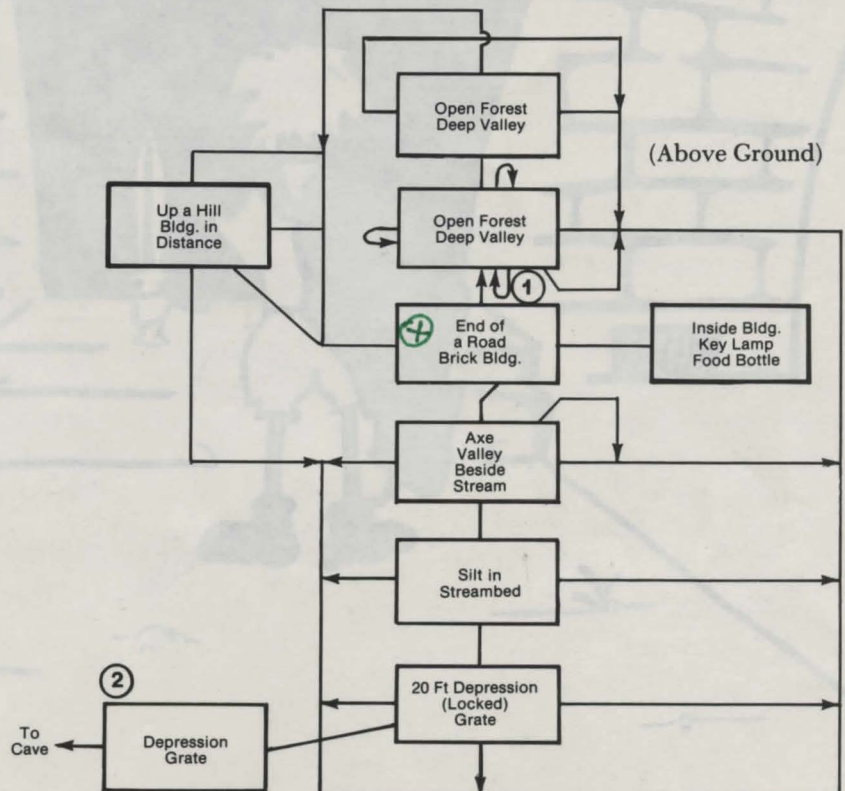 Open Forest
Deep Valley
(Above Ground)
Up a Hill
Bldg. in
Distance
Open Forest
Deep Valley
1
+
End of
a Road
Brick Bldg.
Inside Bldg.
Key Lamp
Food Bottle
Axe
Valley
Beside
Stream
Silt in
Streambed
2
20 Ft Depression
(Locked)
Grate
To
Cave
Depression
Grate